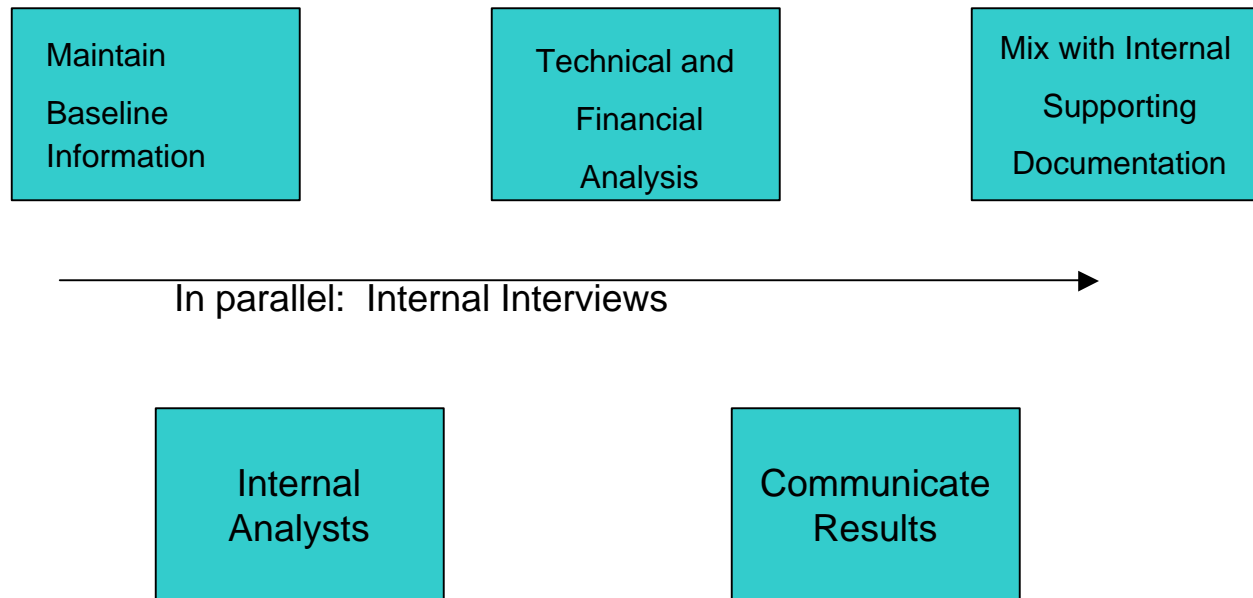 Maintain
Baseline
Information
Technical and
Financial
Analysis
Mix with Internal
Supporting
Documentation
In parallel:  Internal Interviews
Internal
Analysts
Communicate
Results